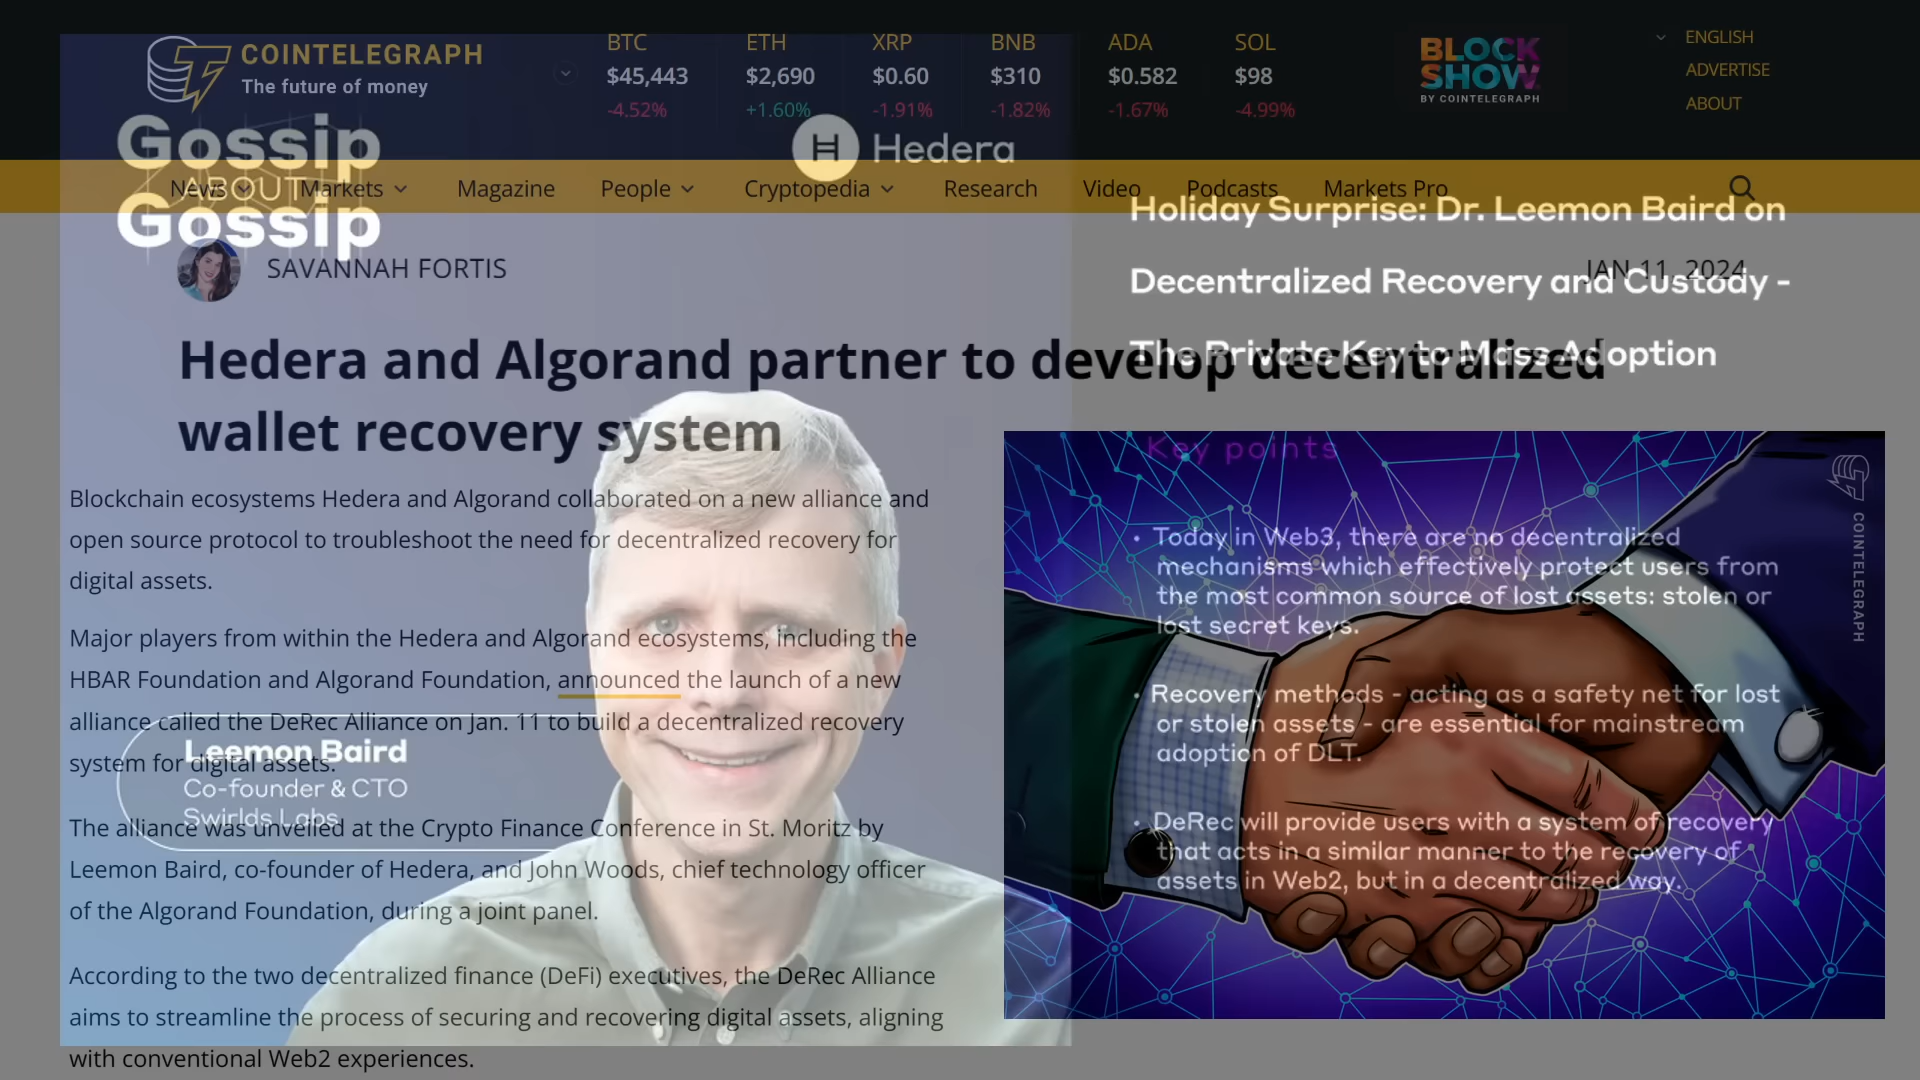 COINTELEGRAPH
The future of money
BTC
$45,443
-4.52%
ETH
$2,690
+1.60%
XRP
$0.60
-1.91%
BNB
$310
-1.82%
ADA
$0.582
-1.67%
SOL
$98
-4.99%
BLOCK
SHOW
BY COINTELEGRAPH
ENGLISH
ADVERTISE
ABOUT
Gossip
ABOUT
Gossip
H Hedera
News Markets Magazine People Cryptopedia Research Video Podcasts Markets Pro
SAVANNAH FORTIS
JAN 11, 2024
Hedera and Algorand partner to develop decentralized
wallet recovery system
Holiday Surprise: Dr. Leemon Baird on
Decentralized Recovery and Custody -
The Private Key to Mass Adoption
Blockchain ecosystems Hedera and Algorand collaborated on a new alliance and
open source protocol to troubleshoot the need for decentralized recovery for
digital assets.
Major players from within the Hedera and Algorand ecosystems, including the
HBAR Foundation and Algorand Foundation, announced the launch of a new
alliance called the DeRec Alliance on Jan. 11 to build a decentralized recovery
system for digital assets.
The alliance was unveiled at the Crypto Finance Conference in St. Moritz by
Leemon Baird, co-founder of Hedera, and John Woods, chief technology officer
of the Algorand Foundation, during a joint panel.
According to the two decentralized finance (DeFi) executives, the DeRec Alliance
aims to streamline the process of securing and recovering digital assets, aligning
with conventional Web2 experiences.
Leemon Baird
Co-founder & CTO
Swirlds Labs
Key points
• Today in Web3, there are no decentralized
mechanisms which effectively protect users from
the most common source of lost assets: stolen or
lost secret keys.
• Recovery methods - acting as a safety net for lost
or stolen assets - are essential for mainstream
adoption of DLT.
• DeRec will provide users with a system of recovery
that acts in a similar manner to the recovery of
assets in Web2, but in a decentralized way.
COINTELEGRAPH